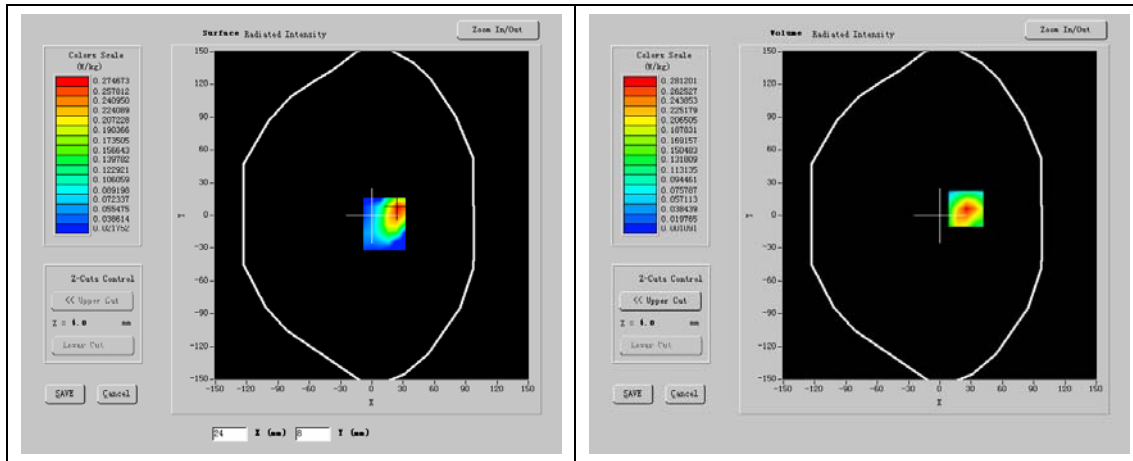 Surface Radiated Intensity
Zoom In/Out
Colors Scale
(W/kg)
0.274673
0.257812
0.240950
0.224089
0.207228
0.190366
0.173505
0.156643
0.139782
0.122921
0.106059
0.089198
0.072337
0.055475
0.038614
0.021752
150
120
90
60
30
0
-30
-60
-90
-120
-150
Y
-150 -120 -90 -60 -30 0 30 60 90 120 150
X
Z-Cuts Control
<< Upper Cut
Z = 4.0 mm
Lower Cut
SAVE
Cancel
24 X (mm) 8 Y (mm)
Volume Radiated Intensity
Zoom In/Out
Colors Scale
(W/kg)
0.281201
0.262527
0.243853
0.225179
0.206505
0.187831
0.169157
0.150483
0.131809
0.113135
0.094461
0.075787
0.057113
0.038439
0.019765
0.001091
150
120
90
60
30
0
-30
-60
-90
-120
-150
Y
-150 -120 -90 -60 -30 0 30 60 90 120 150
X
Z-Cuts Control
<< Upper Cut
Z = 4.0 mm
Lower Cut
SAVE
Cancel